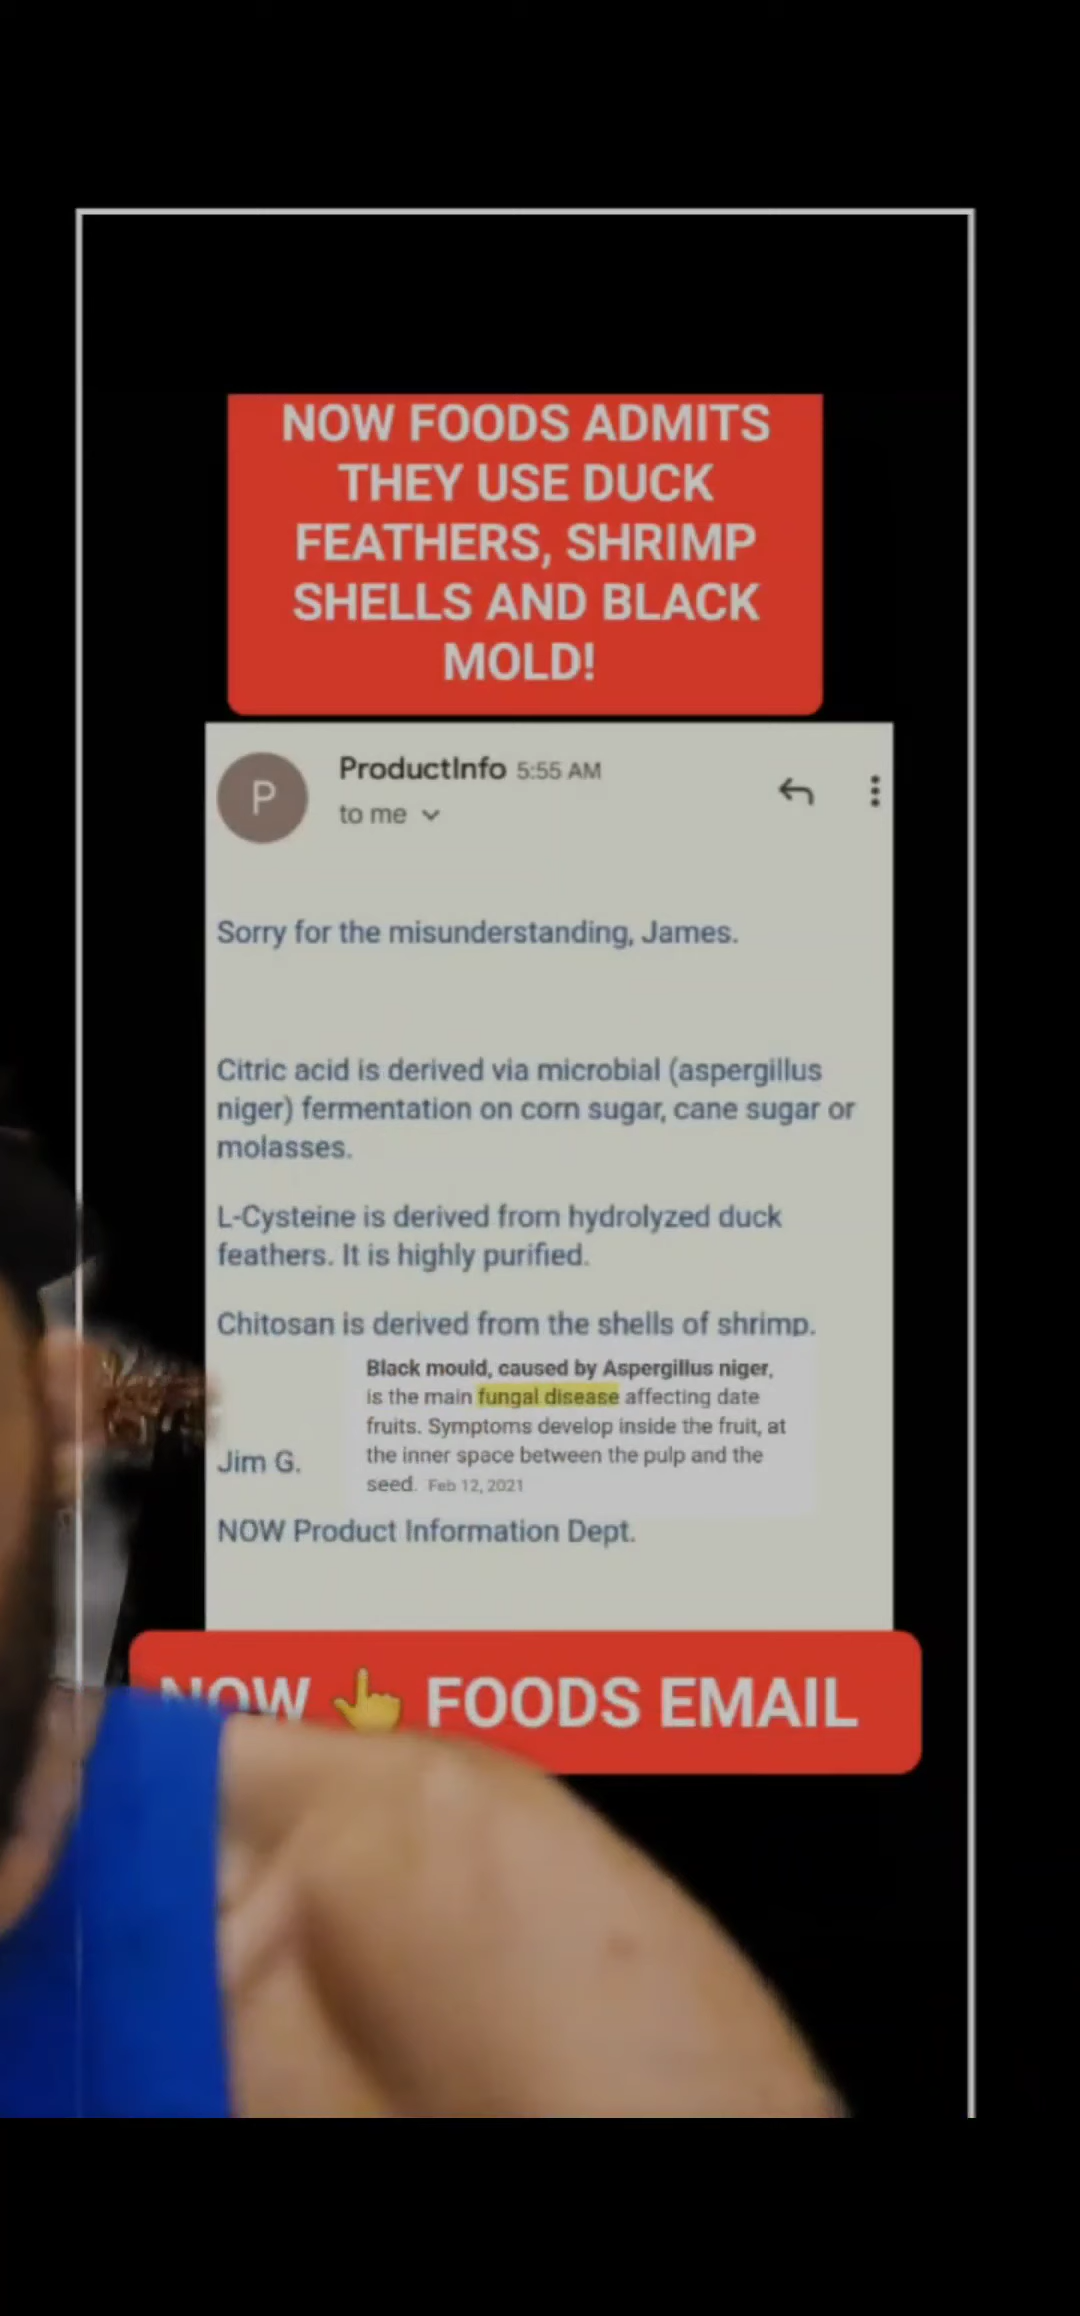 NOW FOODS ADMITS
THEY USE DUCK
FEATHERS, SHRIMP
SHELLS AND BLACK
MOLD!
P
ProductInfo 5:55 AM
to me
Sorry for the misunderstanding, James.
Citric acid is derived via microbial (aspergillus
niger) fermentation on corn sugar, cane sugar or
molasses.
L-Cysteine is derived from hydrolyzed duck
feathers. It is highly purified.
Chitosan is derived from the shells of shrimp.
Black mould, caused by Aspergillus niger,
is the main fungal disease affecting date
fruits. Symptoms develop inside the fruit, at
the inner space between the pulp and the
seed. Feb 12, 2021
Jim G.
NOW Product Information Dept.
NOW 👆 FOODS EMAIL